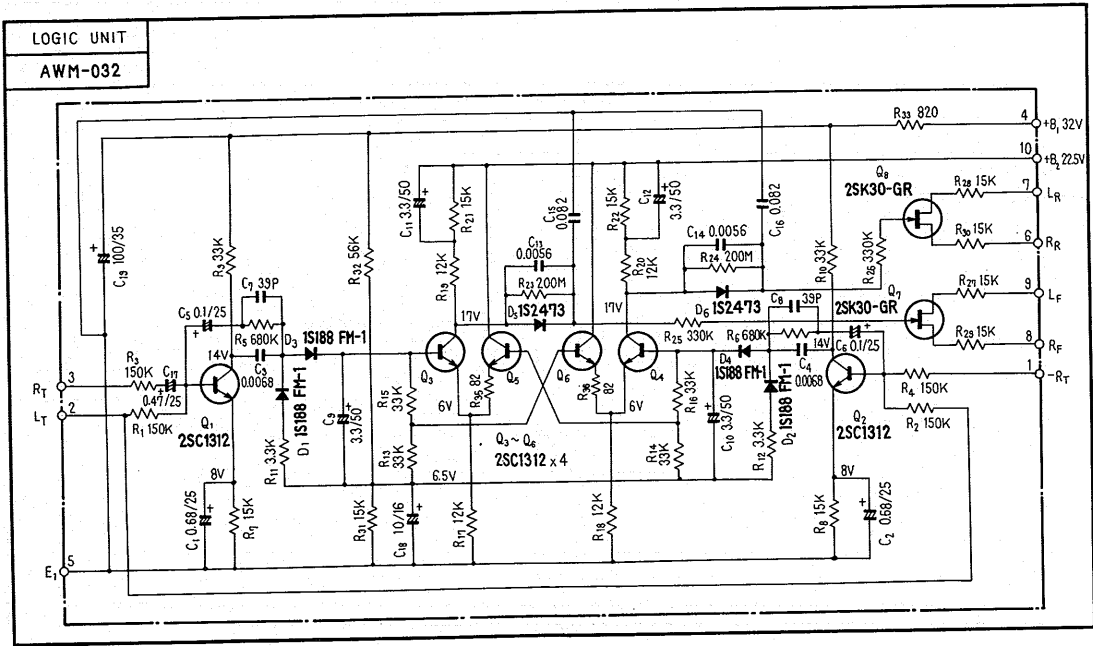 LOGIC UNIT
AWM-032
R33 820
4 +B1 32V
10 +B2 22.5V
Q8
2SK30-GR
R28 15K
7 LR
R30 15K
6 RR
R26 330K
Q7
2SK30-GR
R27 15K
9 LF
R29 15K
8 RF
1 -RT
C19 100/35
R9 33K
R32 56K
C11 3.3/50
R21 15K
R19 12K
C15 0.082
R22 15K
C12 3.3/50
R20 12K
C16 0.082
C14 0.0056
R24 200M
R10 33K
C13 0.0056
R23 200M
D5 1S2473
D6 1S2473
17V
17V
R25 330K
C7 39P
C5 0.1/25
R5 680K
D3
1S188 FM-1
14V
C3 0.0068
C8 39P
R6 680K
C6 0.1/25
D4
1S188 FM-1
14V
C4 0.0068
3 RT
R3 150K
C17 0.47/25
2 LT
R1 150K
Q1
2SC1312
D1 1S188 FM-1
R11 3.3K
C9 3.3/50
R15 33K
R13 33K
Q3
Q5
Q6
Q4
R35 82
R36 82
6V
6V
Q3~Q6
2SC1312 x 4
R16 33K
R14 33K
C10 3.3/50
R12 3.3K
D2 1S188 FM-1
R4 150K
R2 150K
Q2
2SC1312
6.5V
8V
8V
C1 0.68/25
R7 15K
R31 15K
C18 10/16
R17 12K
R18 12K
R8 15K
C2 0.68/25
5
E1